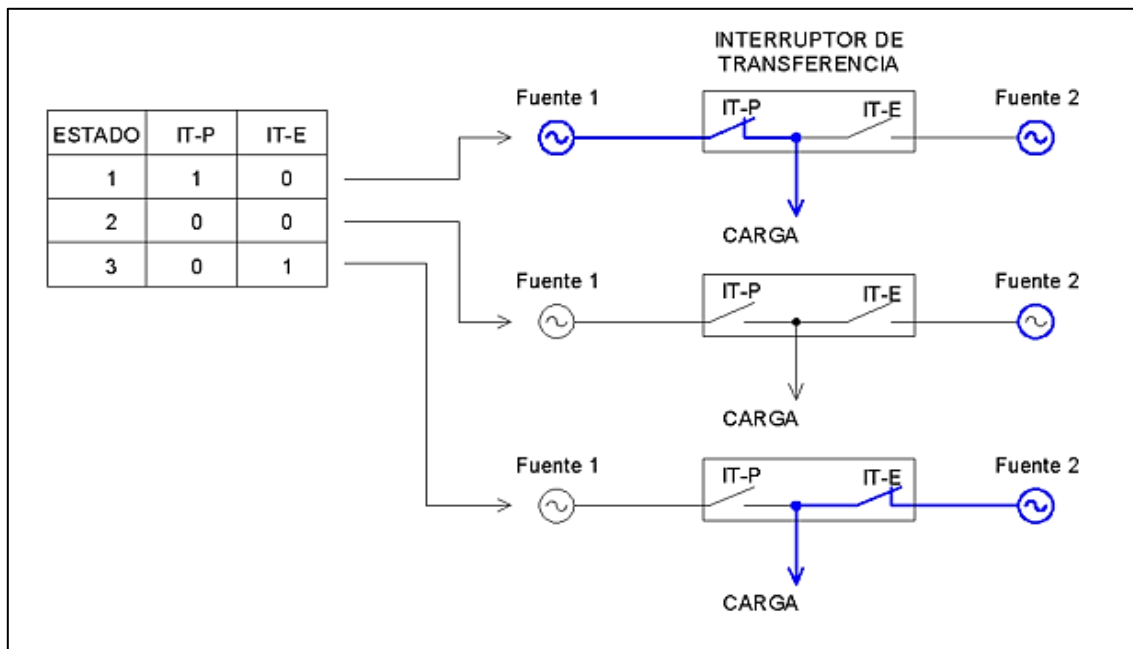 INTERRUPTOR DE
TRANSFERENCIA
ESTADO IT-P IT-E
1 1 0
2 0 0
3 0 1
Fuente 1 IT-P IT-E Fuente 2
CARGA
Fuente 1 IT-P IT-E Fuente 2
CARGA
Fuente 1 IT-P IT-E Fuente 2
CARGA